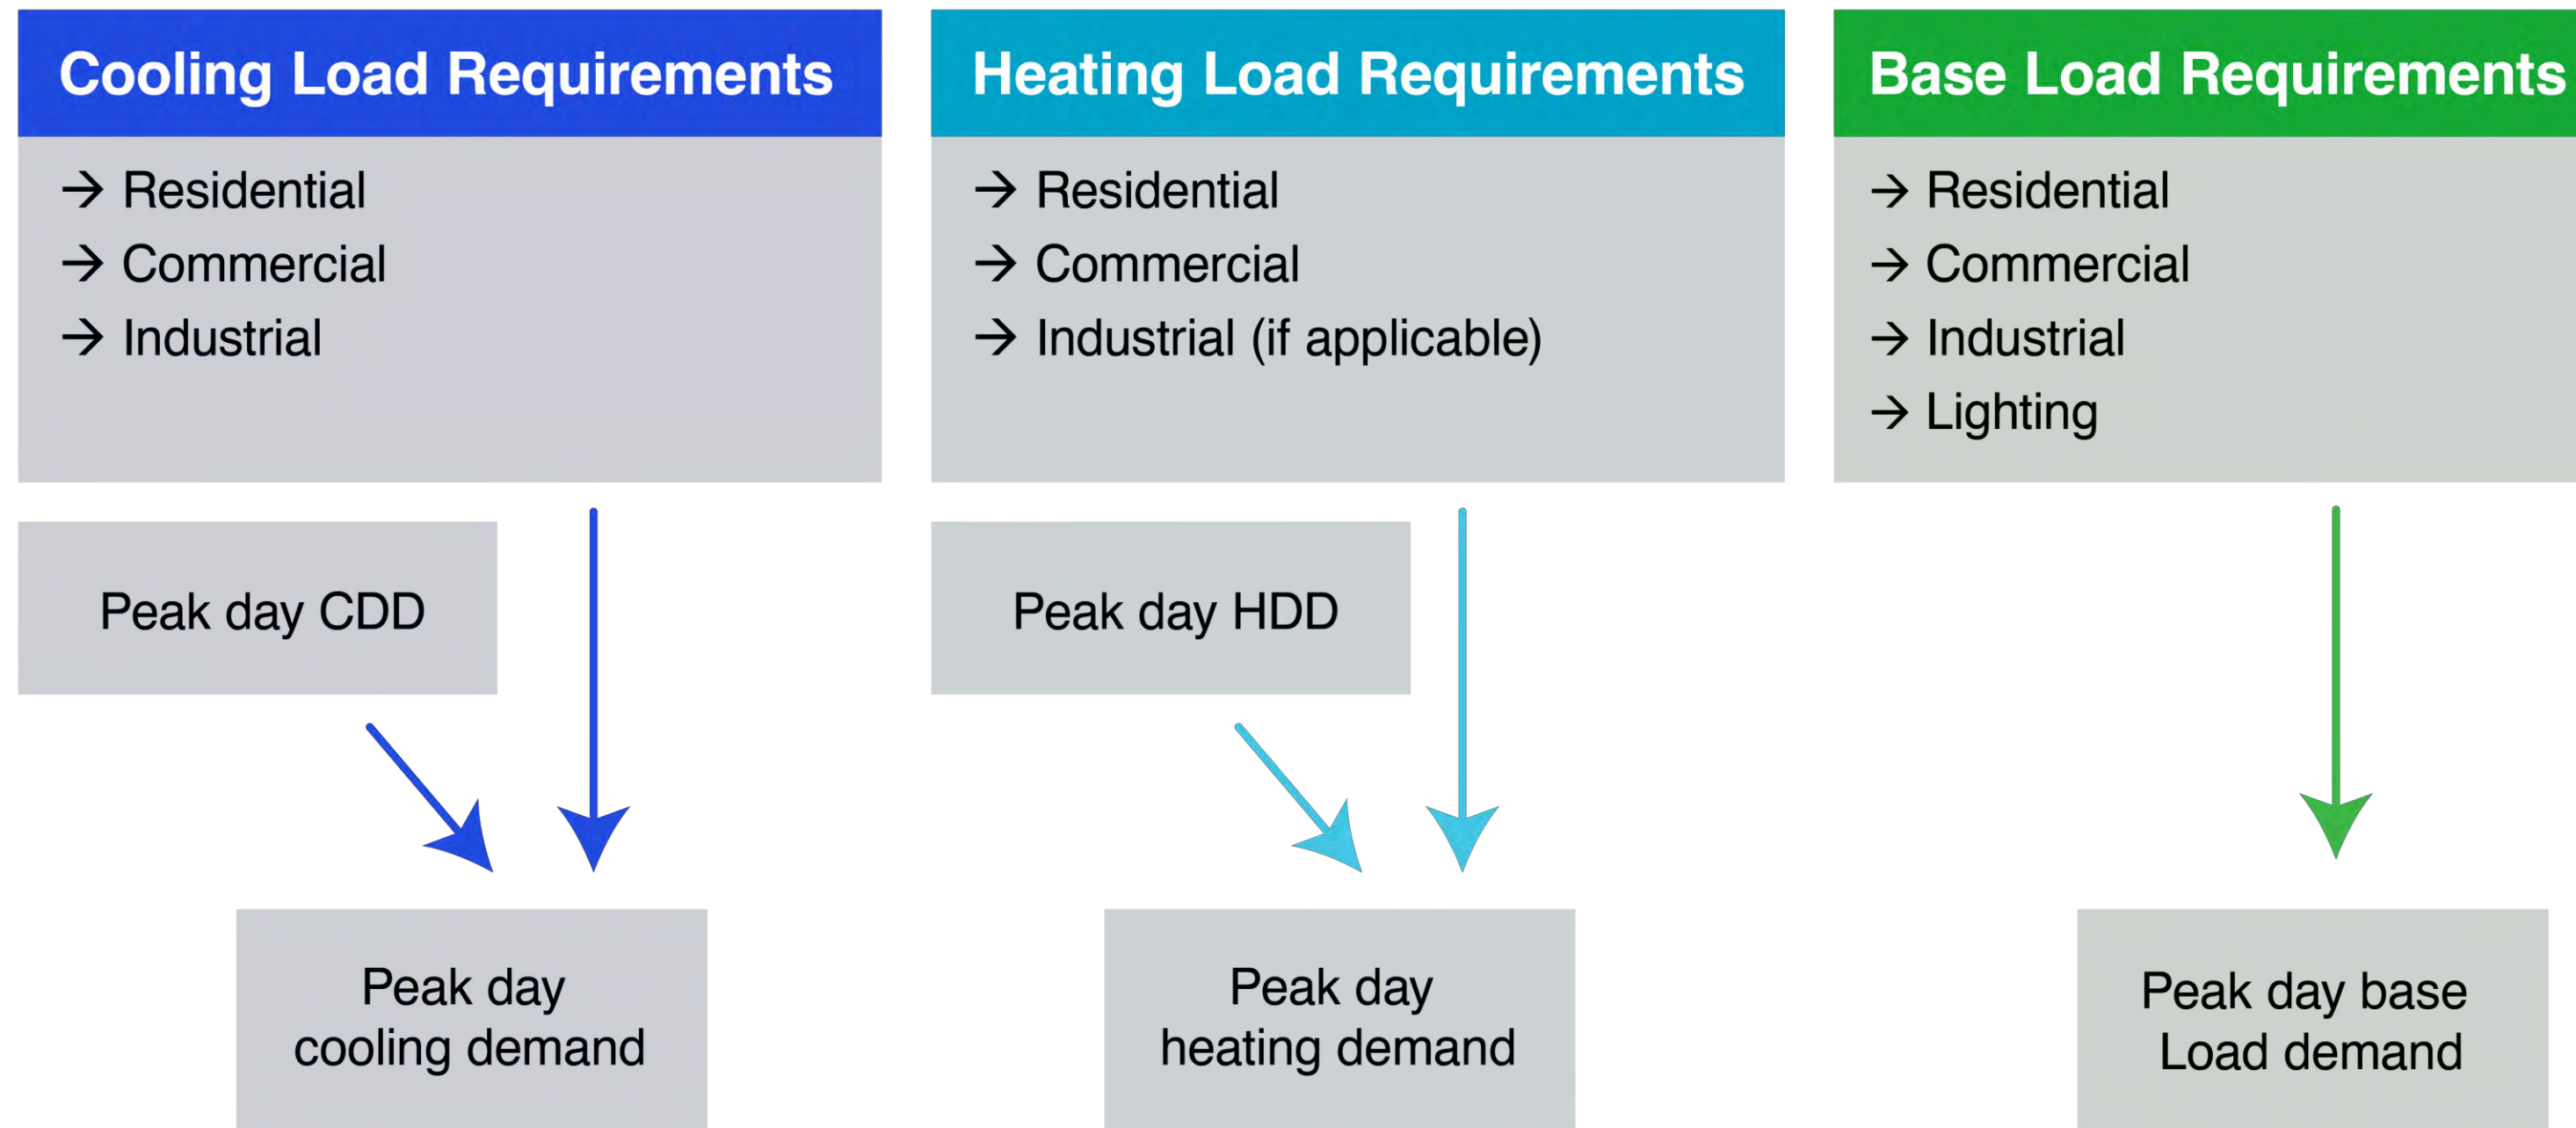 Cooling Load Requirements
→ Residential
→ Commercial
→ Industrial
Heating Load Requirements
→ Residential
→ Commercial
→ Industrial (if applicable)
Base Load Requirements
→ Residential
→ Commercial
→ Industrial
→ Lighting
Peak day CDD
Peak day HDD
Peak day
cooling demand
Peak day
heating demand
Peak day base
Load demand